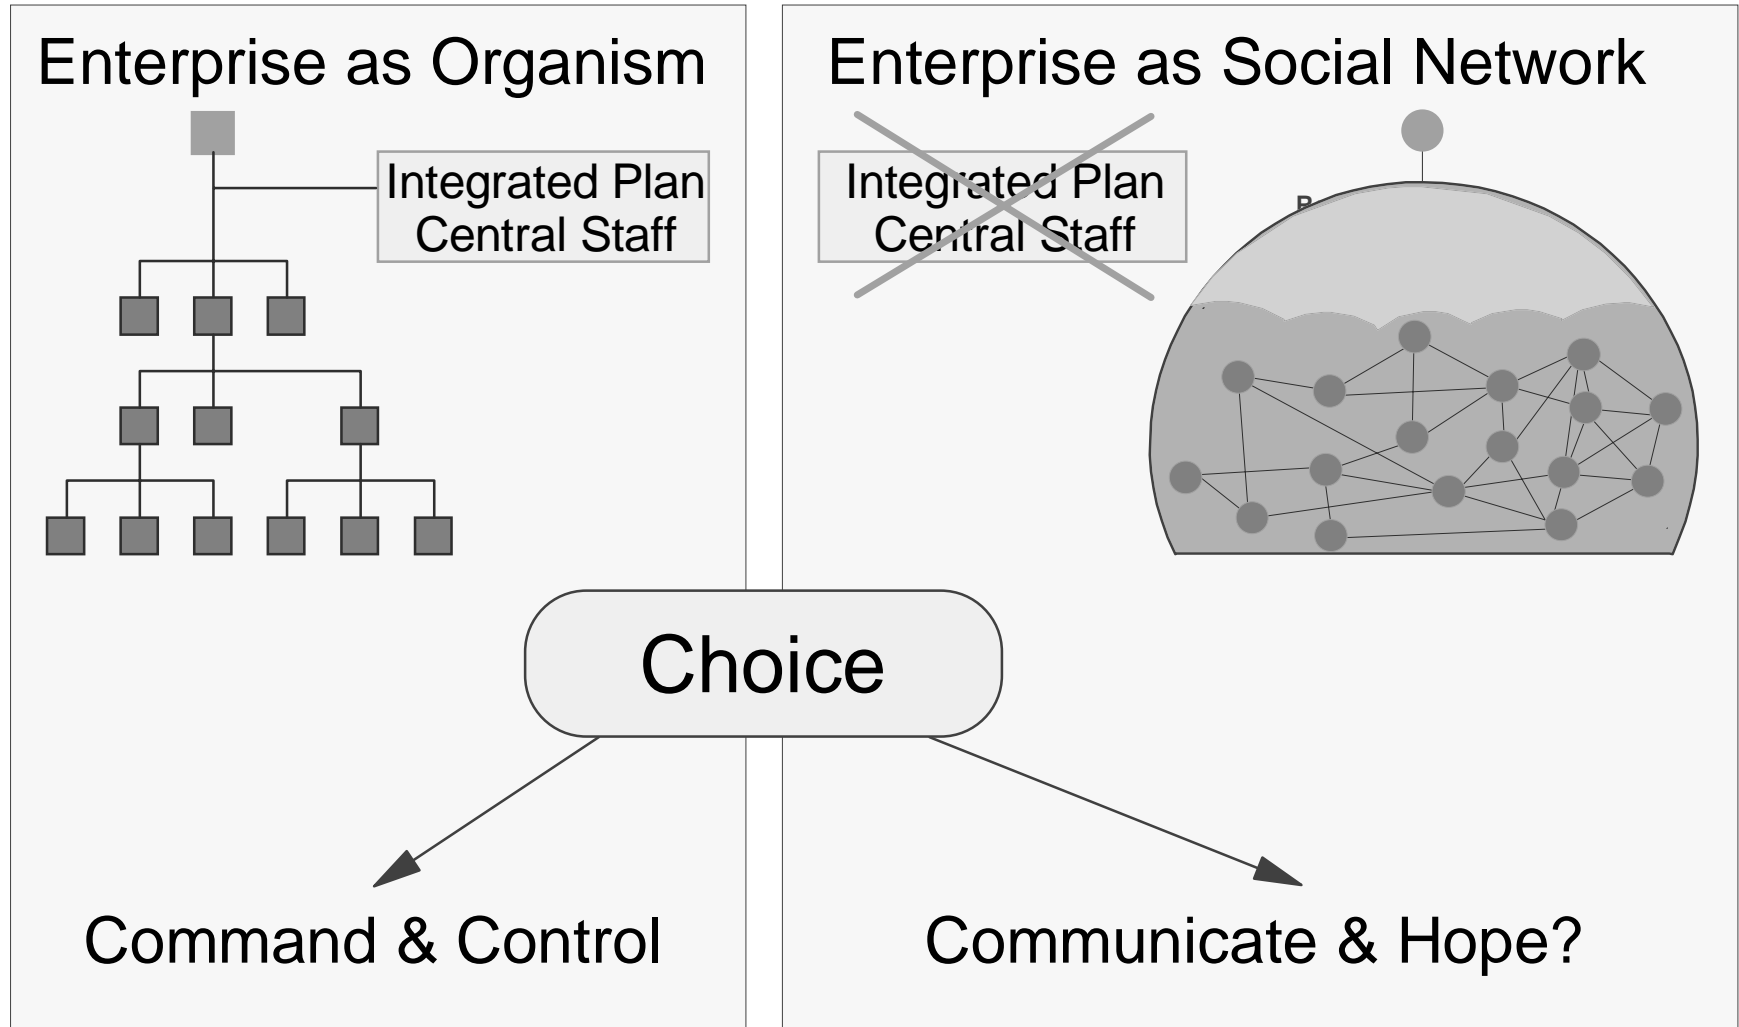 Enterprise as Organism
Integrated Plan
Central Staff
Enterprise as Social Network
Integrated Plan
Central Staff
Choice
Command & Control
Communicate & Hope?